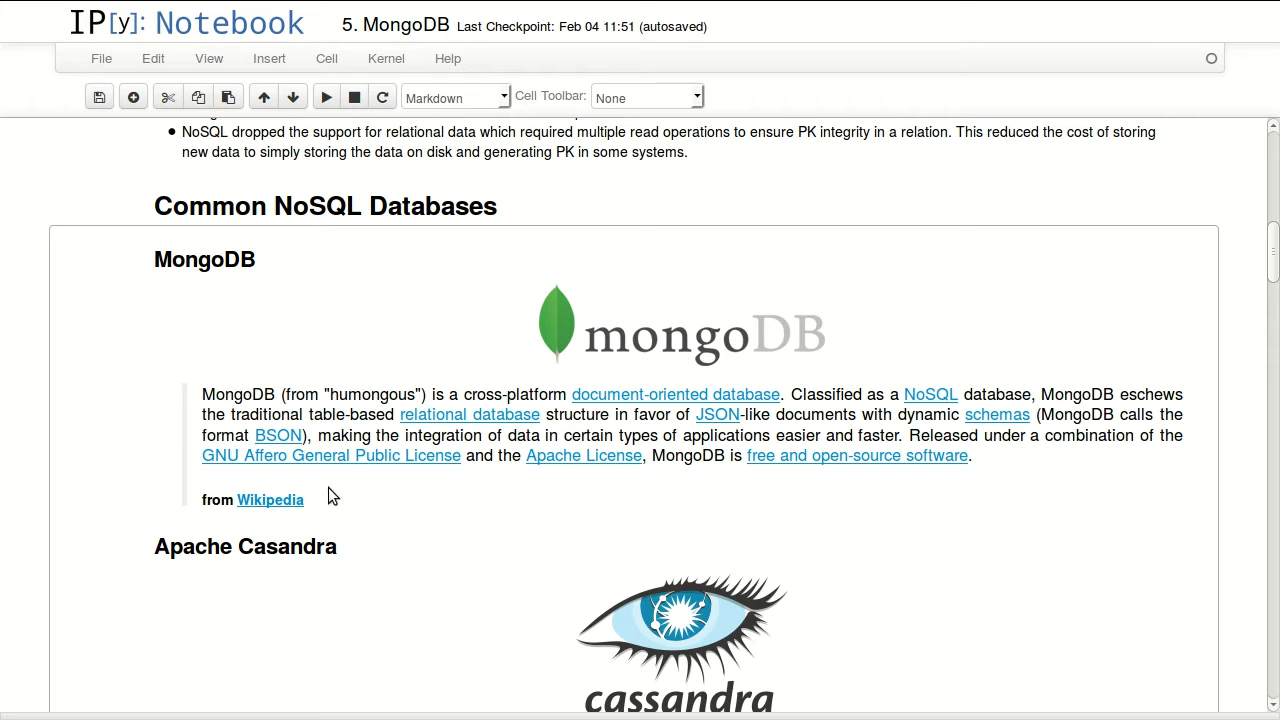 IP[y]: Notebook 5. MongoDB Last Checkpoint: Feb 04 11:51 (autosaved)
File Edit View Insert Cell Kernel Help
Markdown Cell Toolbar: None
• NoSQL dropped the support for relational data which required multiple read operations to ensure PK integrity in a relation. This reduced the cost of storing
new data to simply storing the data on disk and generating PK in some systems.
Common NoSQL Databases
MongoDB
mongoDB
MongoDB (from "humongous") is a cross-platform document-oriented database. Classified as a NoSQL database, MongoDB eschews
the traditional table-based relational database structure in favor of JSON-like documents with dynamic schemas (MongoDB calls the
format BSON), making the integration of data in certain types of applications easier and faster. Released under a combination of the
GNU Affero General Public License and the Apache License, MongoDB is free and open-source software.
from Wikipedia
Apache Casandra
cassandra